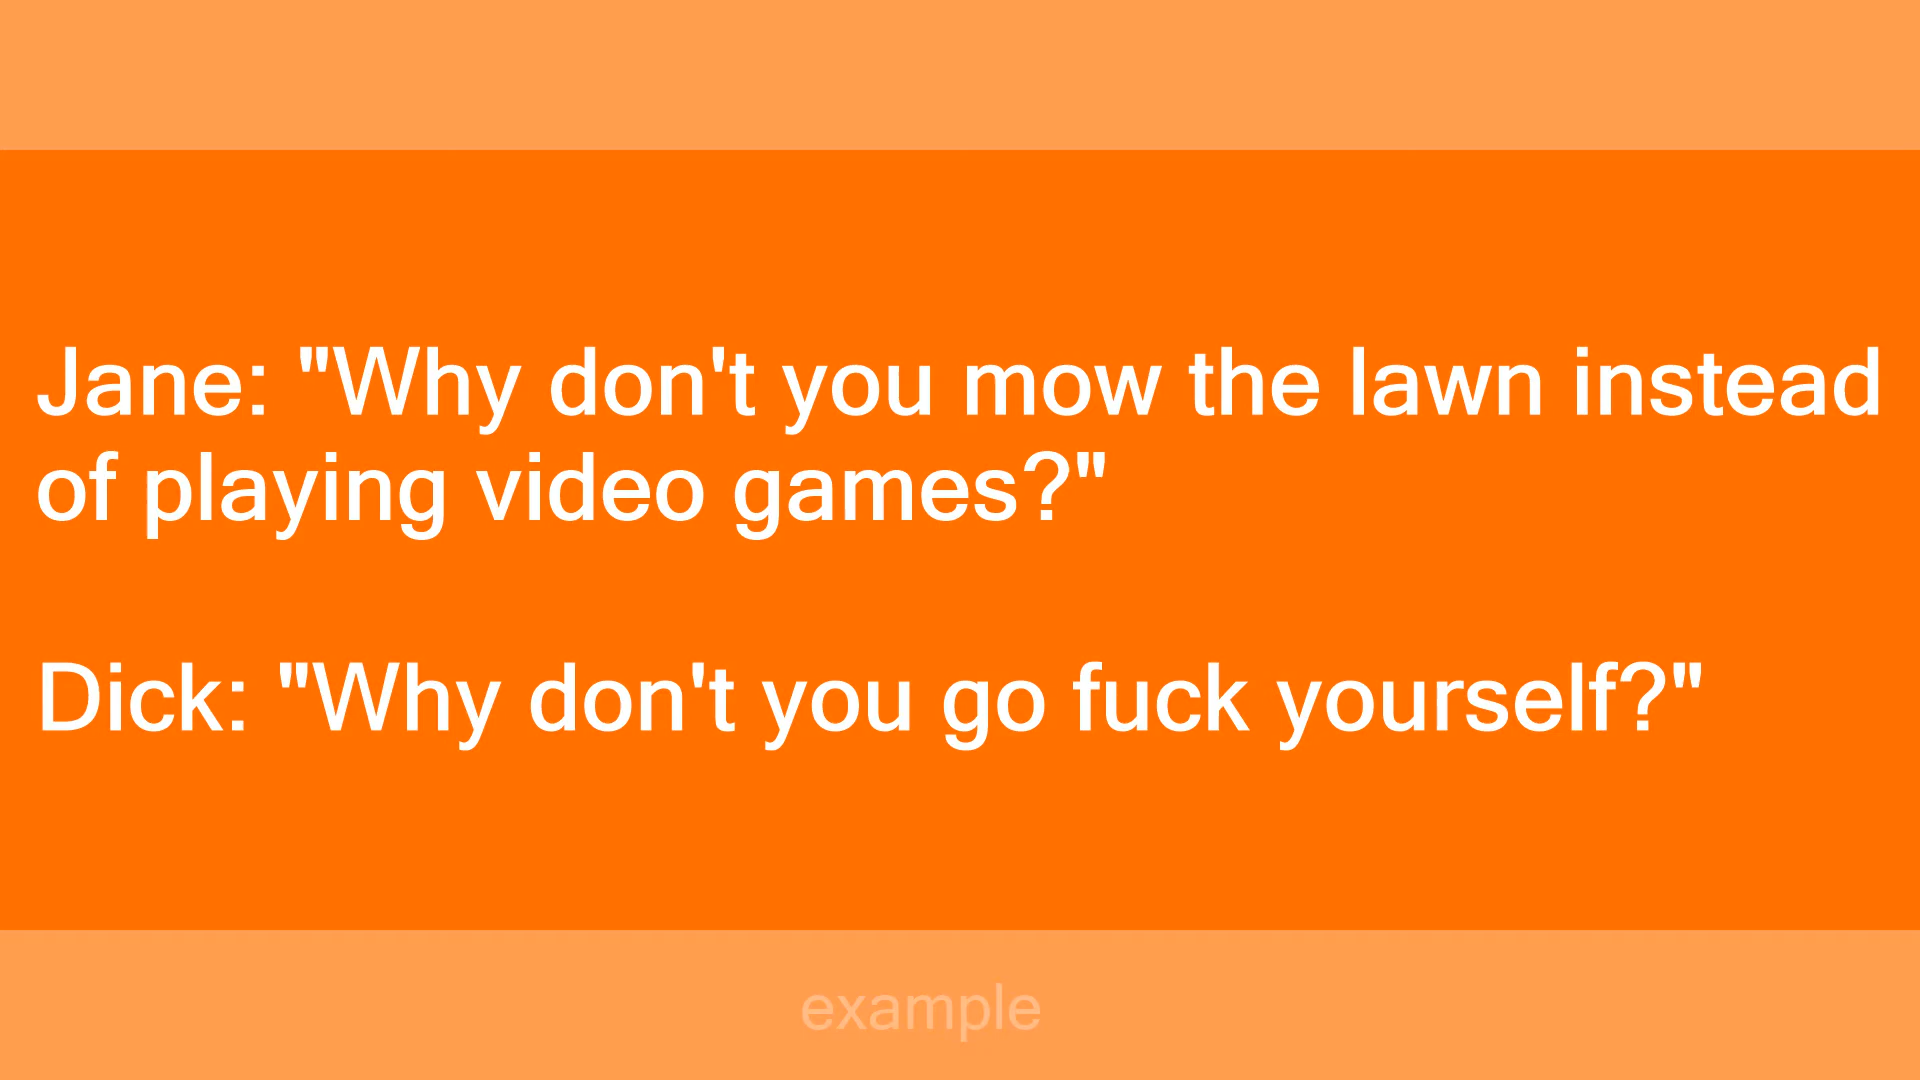 Jane: "Why don't you mow the lawn instead
of playing video games?"
Dick: "Why don't you go fuck yourself?"
example